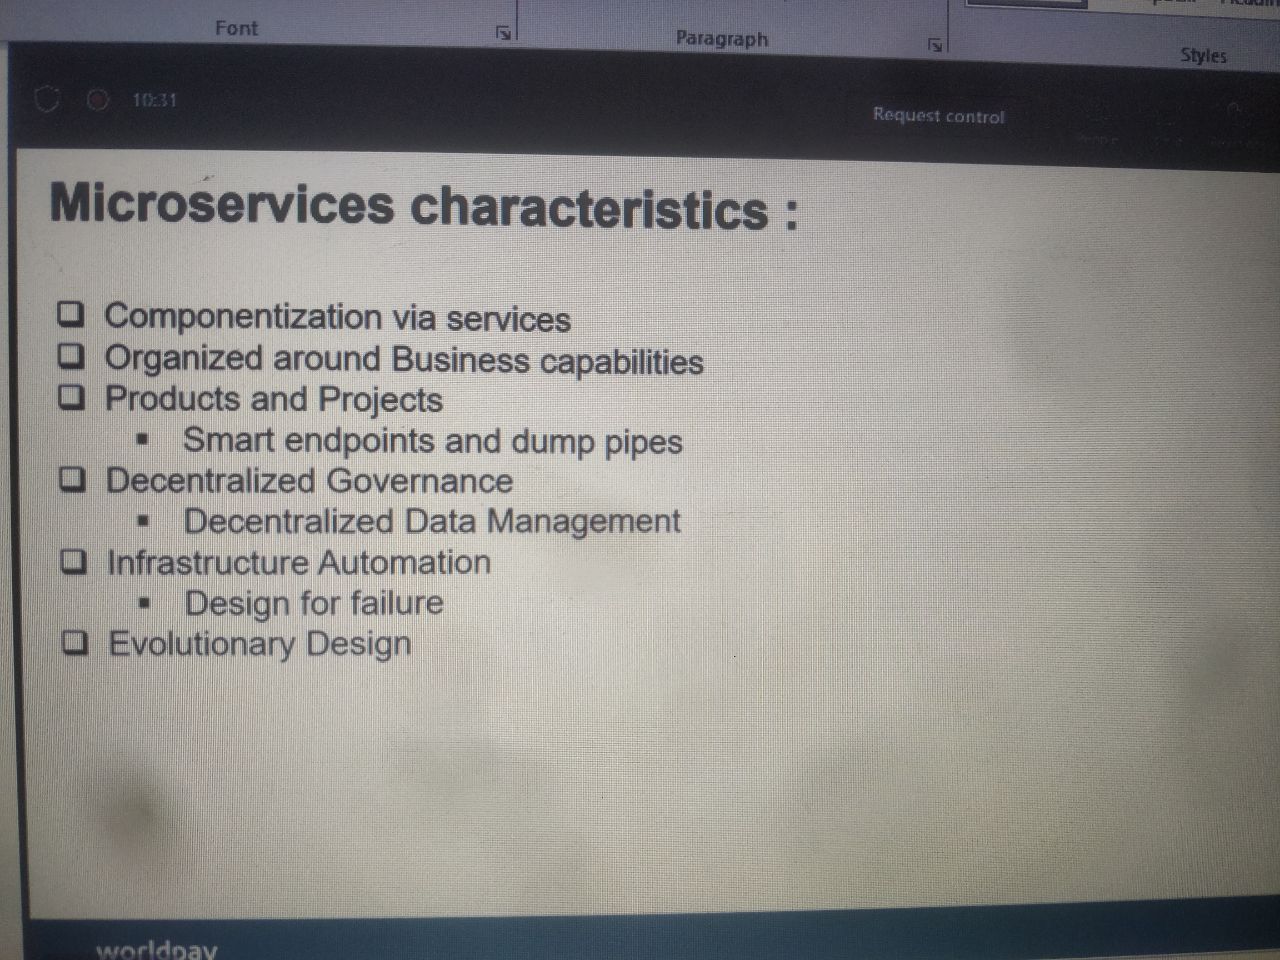 Font
Paragraph
Styles
10:31
Request control
Microservices characteristics :
Componentization via services
Organized around Business capabilities
Products and Projects
Smart endpoints and dump pipes
Decentralized Governance
Decentralized Data Management
Infrastructure Automation
Design for failure
Evolutionary Design
worldpay